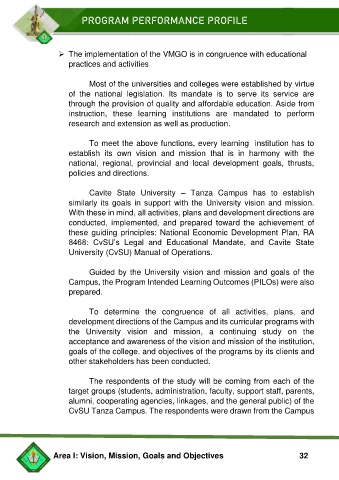 PROGRAM PERFORMANCE PROFILE
➢ The implementation of the VMGO is in congruence with educational
practices and activities
Most of the universities and colleges were established by virtue
of the national legislation. Its mandate is to serve its service are
through the provision of quality and affordable education. Aside from
instruction, these learning institutions are mandated to perform
research and extension as well as production.
To meet the above functions, every learning institution has to
establish its own vision and mission that is in harmony with the
national, regional, provincial and local development goals, thrusts,
policies and directions.
Cavite State University – Tanza Campus has to establish
similarly its goals in support with the University vision and mission.
With these in mind, all activities, plans and development directions are
conducted, implemented, and prepared toward the achievement of
these guiding principles: National Economic Development Plan, RA
8468: CvSU's Legal and Educational Mandate, and Cavite State
University (CvSU) Manual of Operations.
Guided by the University vision and mission and goals of the
Campus, the Program Intended Learning Outcomes (PILOs) were also
prepared.
To determine the congruence of all activities, plans, and
development directions of the Campus and its curricular programs with
the University vision and mission, a continuing study on the
acceptance and awareness of the vision and mission of the institution,
goals of the college, and objectives of the programs by its clients and
other stakeholders has been conducted.
The respondents of the study will be coming from each of the
target groups (students, administration, faculty, support staff, parents,
alumni, cooperating agencies, linkages, and the general public) of the
CvSU Tanza Campus. The respondents were drawn from the Campus
Area I: Vision, Mission, Goals and Objectives 32